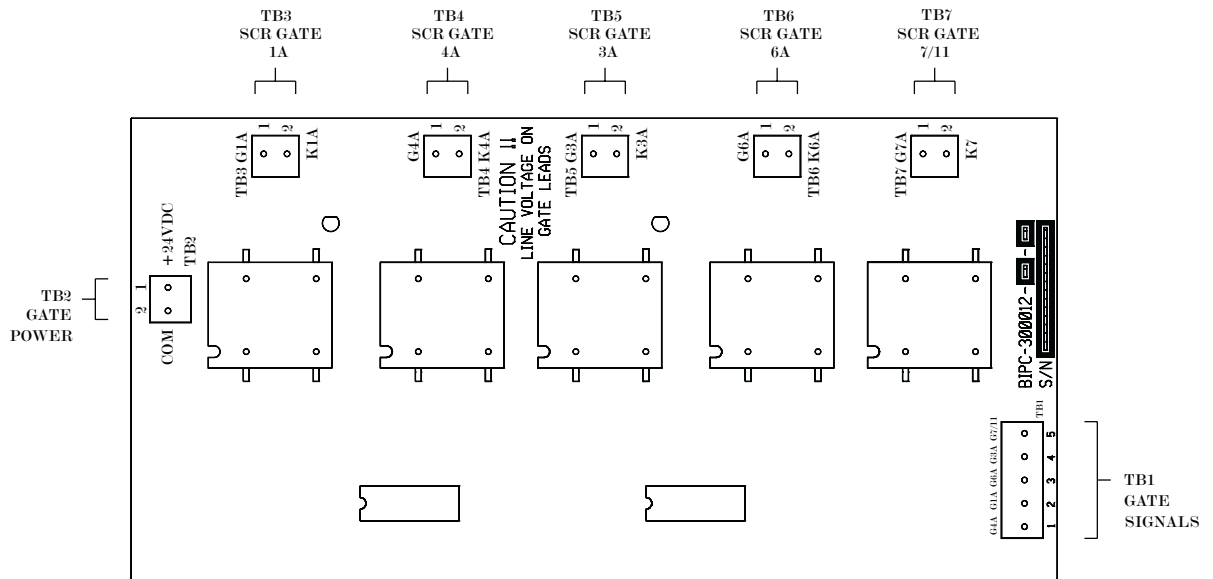 TB3
SCR GATE
1A
TB4
SCR GATE
4A
TB5
SCR GATE
3A
TB6
SCR GATE
6A
TB7
SCR GATE
7/11
TB3 G1A
1
2
K1A
G4A
1
2
TB4 K4A
CAUTION !!
LINE VOLTAGE ON
GATE LEADS
TB5 G3A
1
2
K3A
G6A
1
2
TB6 K6A
TB7 G7A
1
2
K7
TB2
GATE
POWER
+24VDC
TB2
1
2
COM
BIPC-300012-
-
S/N
TB1
G4A G1A G6A G3A G7/11
1 2 3 4 5
TB1
GATE
SIGNALS